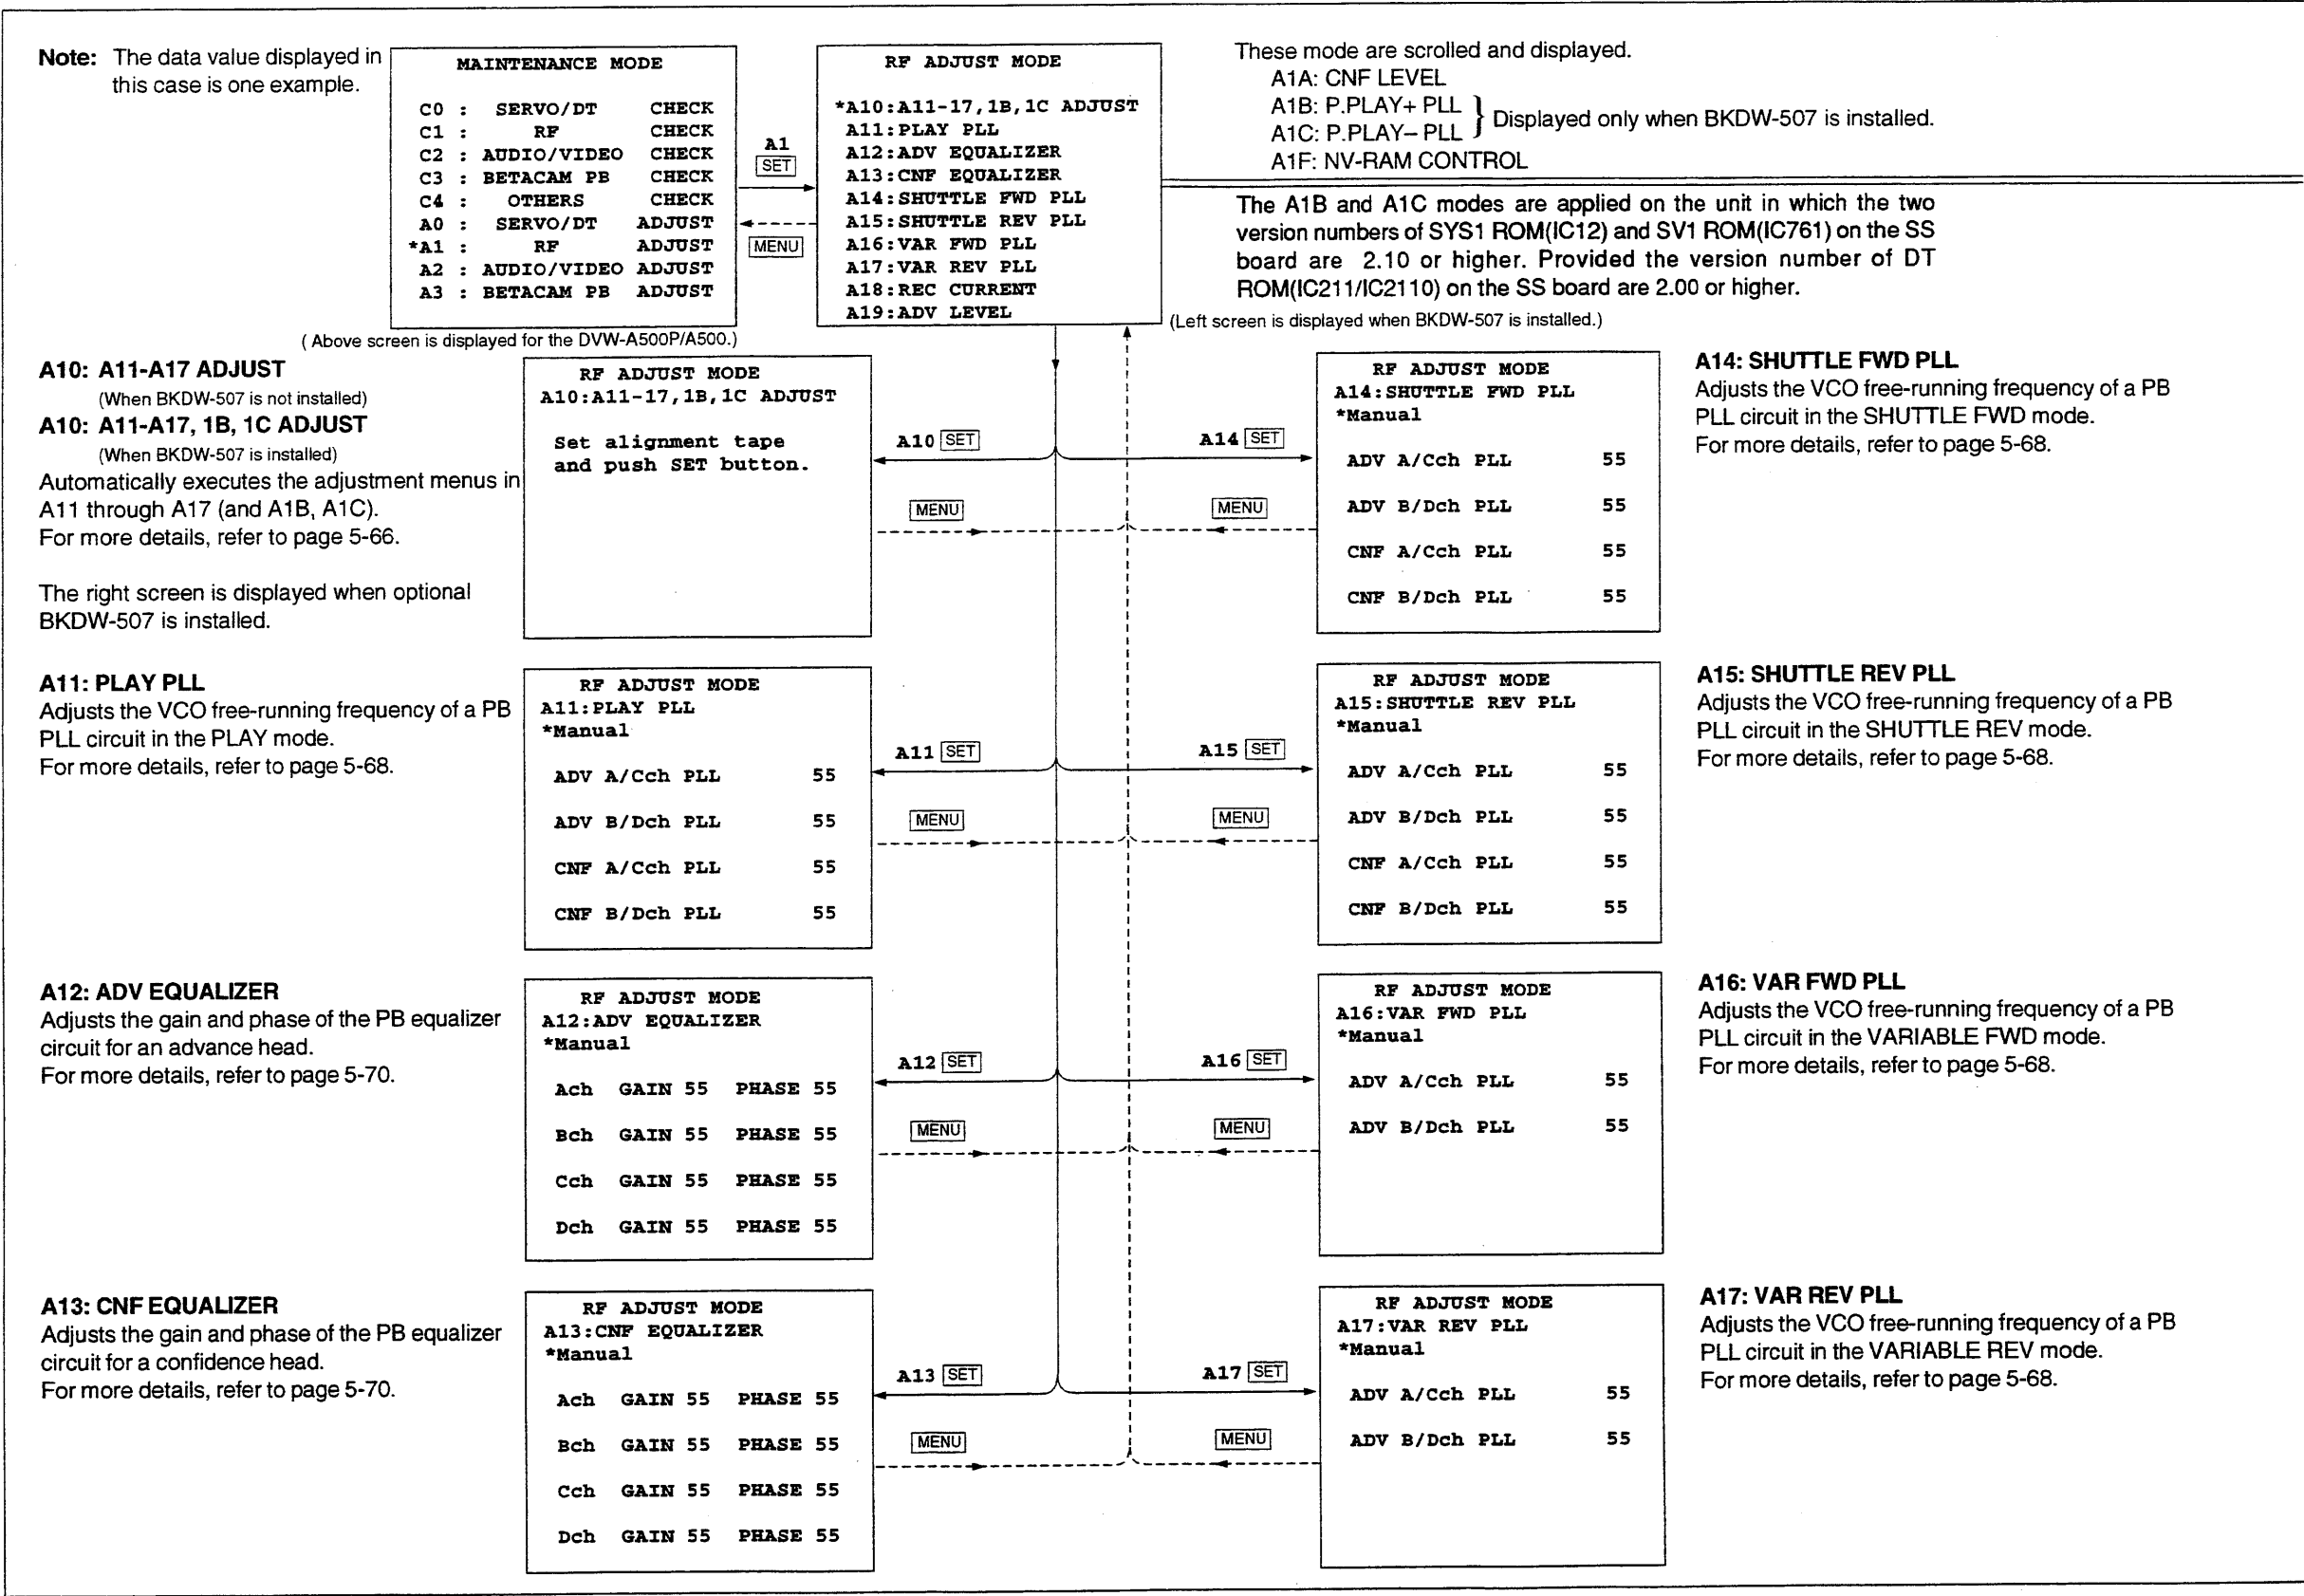 Note: The data value displayed in
this case is one example.
MAINTENANCE MODE
C0 : SERVO/DT CHECK
C1 : RF CHECK
C2 : AUDIO/VIDEO CHECK
C3 : BETACAM PB CHECK
C4 : OTHERS CHECK
A0 : SERVO/DT ADJUST
*A1 : RF ADJUST
A2 : AUDIO/VIDEO ADJUST
A3 : BETACAM PB ADJUST
( Above screen is displayed for the DVW-A500P/A500.)
A1
SET
MENU
RF ADJUST MODE
*A10:A11-17,1B,1C ADJUST
A11:PLAY PLL
A12:ADV EQUALIZER
A13:CNF EQUALIZER
A14:SHUTTLE FWD PLL
A15:SHUTTLE REV PLL
A16:VAR FWD PLL
A17:VAR REV PLL
A18:REC CURRENT
A19:ADV LEVEL
These mode are scrolled and displayed.
A1A: CNF LEVEL
A1B: P.PLAY+ PLL
A1C: P.PLAY– PLL
} Displayed only when BKDW-507 is installed.
A1F: NV-RAM CONTROL
The A1B and A1C modes are applied on the unit in which the two
version numbers of SYS1 ROM(IC12) and SV1 ROM(IC761) on the SS
board are 2.10 or higher. Provided the version number of DT
ROM(IC211/IC2110) on the SS board are 2.00 or higher.
(Left screen is displayed when BKDW-507 is installed.)
A10: A11-A17 ADJUST
(When BKDW-507 is not installed)
A10: A11-A17, 1B, 1C ADJUST
(When BKDW-507 is installed)
Automatically executes the adjustment menus in
A11 through A17 (and A1B, A1C).
For more details, refer to page 5-66.
The right screen is displayed when optional
BKDW-507 is installed.
RF ADJUST MODE
A10:A11-17,1B,1C ADJUST
Set alignment tape
and push SET button.
A10 SET
MENU
A14 SET
MENU
RF ADJUST MODE
A14:SHUTTLE FWD PLL
*Manual
ADV A/Cch PLL 55
ADV B/Dch PLL 55
CNF A/Cch PLL 55
CNF B/Dch PLL 55
A14: SHUTTLE FWD PLL
Adjusts the VCO free-running frequency of a PB
PLL circuit in the SHUTTLE FWD mode.
For more details, refer to page 5-68.
A11: PLAY PLL
Adjusts the VCO free-running frequency of a PB
PLL circuit in the PLAY mode.
For more details, refer to page 5-68.
RF ADJUST MODE
A11:PLAY PLL
*Manual
ADV A/Cch PLL 55
ADV B/Dch PLL 55
CNF A/Cch PLL 55
CNF B/Dch PLL 55
A11 SET
MENU
A15 SET
MENU
RF ADJUST MODE
A15:SHUTTLE REV PLL
*Manual
ADV A/Cch PLL 55
ADV B/Dch PLL 55
CNF A/Cch PLL 55
CNF B/Dch PLL 55
A15: SHUTTLE REV PLL
Adjusts the VCO free-running frequency of a PB
PLL circuit in the SHUTTLE REV mode.
For more details, refer to page 5-68.
A12: ADV EQUALIZER
Adjusts the gain and phase of the PB equalizer
circuit for an advance head.
For more details, refer to page 5-70.
RF ADJUST MODE
A12:ADV EQUALIZER
*Manual
Ach GAIN 55 PHASE 55
Bch GAIN 55 PHASE 55
Cch GAIN 55 PHASE 55
Dch GAIN 55 PHASE 55
A12 SET
MENU
A16 SET
MENU
RF ADJUST MODE
A16:VAR FWD PLL
*Manual
ADV A/Cch PLL 55
ADV B/Dch PLL 55
A16: VAR FWD PLL
Adjusts the VCO free-running frequency of a PB
PLL circuit in the VARIABLE FWD mode.
For more details, refer to page 5-68.
A13: CNF EQUALIZER
Adjusts the gain and phase of the PB equalizer
circuit for a confidence head.
For more details, refer to page 5-70.
RF ADJUST MODE
A13:CNF EQUALIZER
*Manual
Ach GAIN 55 PHASE 55
Bch GAIN 55 PHASE 55
Cch GAIN 55 PHASE 55
Dch GAIN 55 PHASE 55
A13 SET
MENU
A17 SET
MENU
RF ADJUST MODE
A17:VAR REV PLL
*Manual
ADV A/Cch PLL 55
ADV B/Dch PLL 55
A17: VAR REV PLL
Adjusts the VCO free-running frequency of a PB
PLL circuit in the VARIABLE REV mode.
For more details, refer to page 5-68.